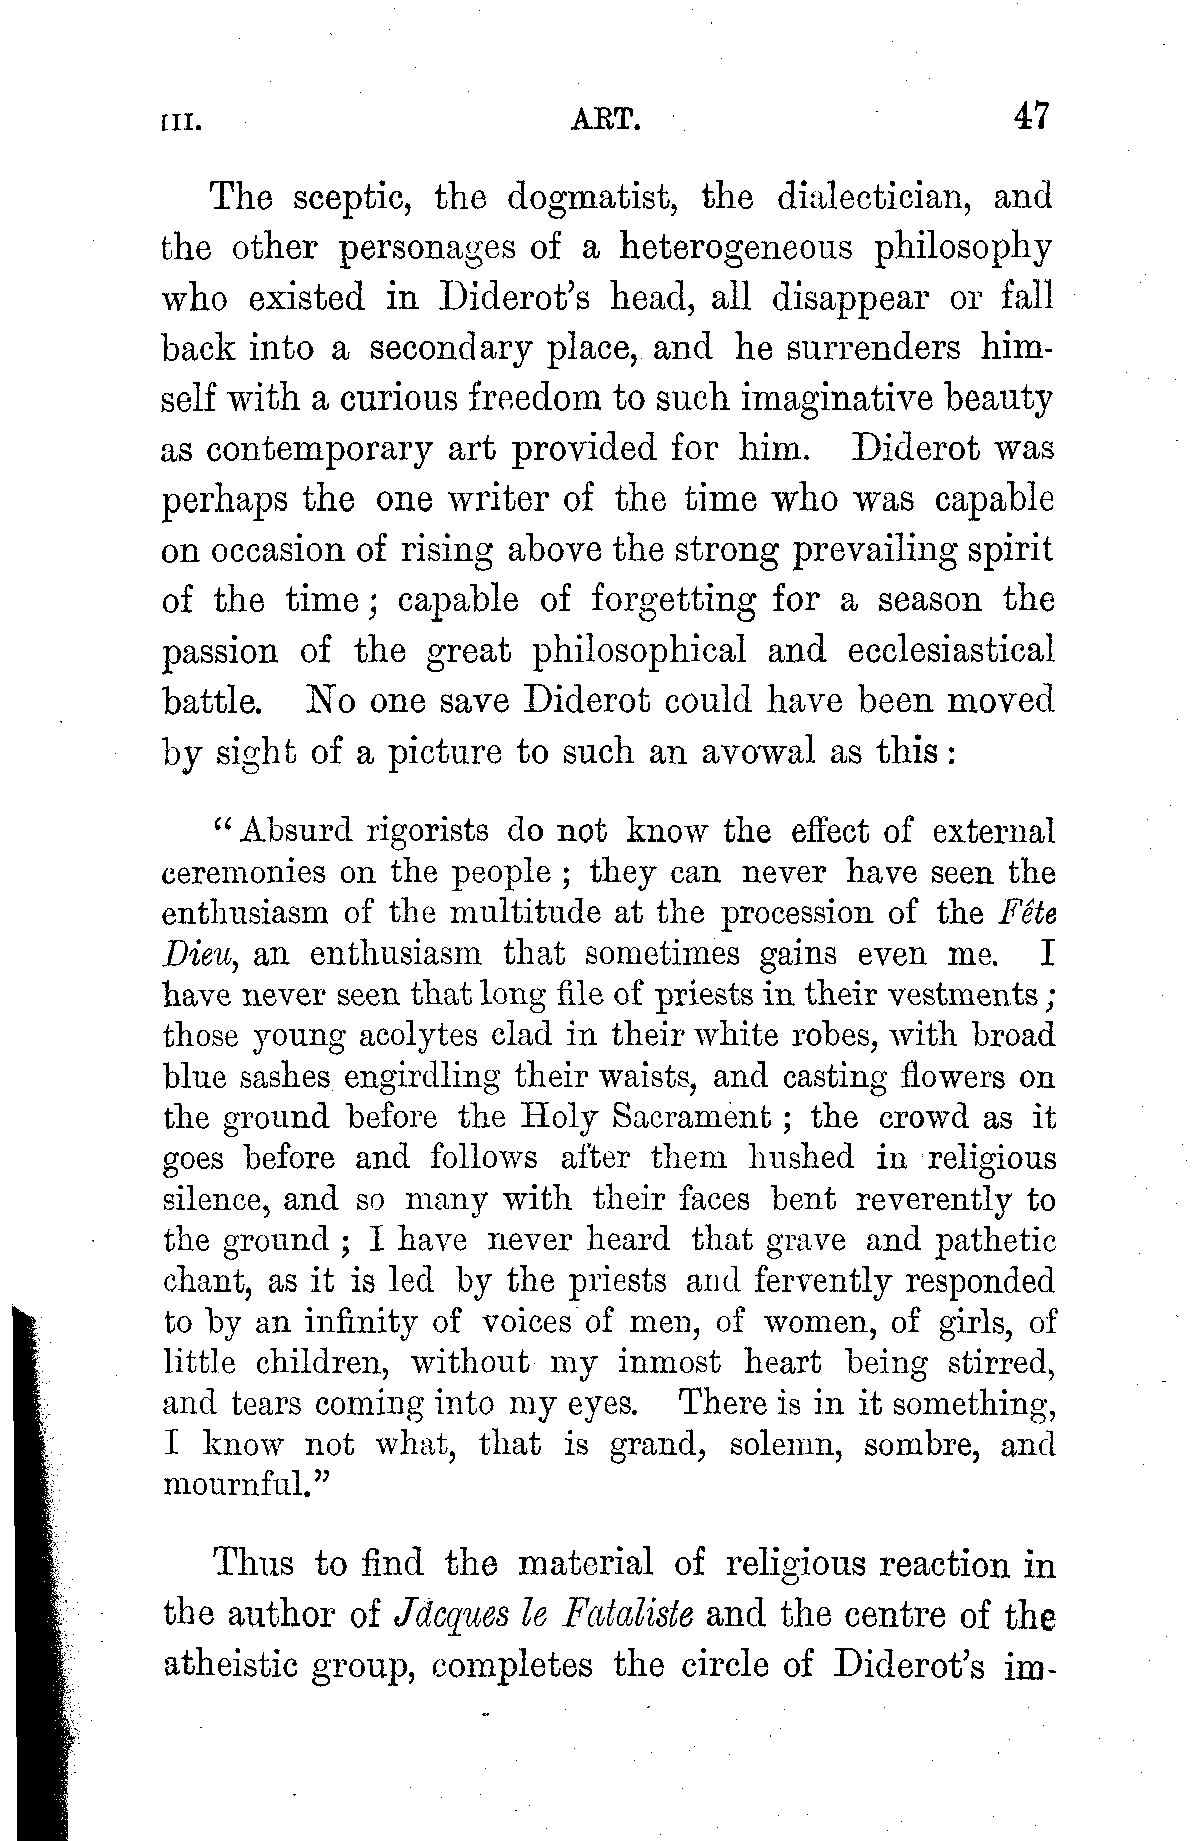 III. ART. 47
The sceptic, the dogmatist, the dialectician, and
the other personages of a heterogeneous philosophy
who existed in Diderot's head, all disappear or fall
back into a secondary place, and he surrenders him-
self with a curious freedom to such imaginative beauty
as contemporary art provided for him. Diderot was
perhaps the one writer of the time who was capable
on occasion of rising above the strong prevailing spirit
of the time; capable of forgetting for a season the
passion of the great philosophical and ecclesiastical
battle. No one save Diderot could have been moved
by sight of a picture to such an avowal as this:
“Absurd rigorists do not know the effect of external
ceremonies on the people; they can never have seen the
enthusiasm of the multitude at the procession of the Fête
Dieu, an enthusiasm that sometimes gains even me. I
have never seen that long file of priests in their vestments;
those young acolytes clad in their white robes, with broad
blue sashes engirdling their waists, and casting flowers on
the ground before the Holy Sacrament; the crowd as it
goes before and follows after them hushed in religious
silence, and so many with their faces bent reverently to
the ground; I have never heard that grave and pathetic
chant, as it is led by the priests and fervently responded
to by an infinity of voices of men, of women, of girls, of
little children, without my inmost heart being stirred,
and tears coming into my eyes. There is in it something,
I know not what, that is grand, solemn, sombre, and
mournful.”
Thus to find the material of religious reaction in
the author of Jacques le Fataliste and the centre of the
atheistic group, completes the circle of Diderot's im-